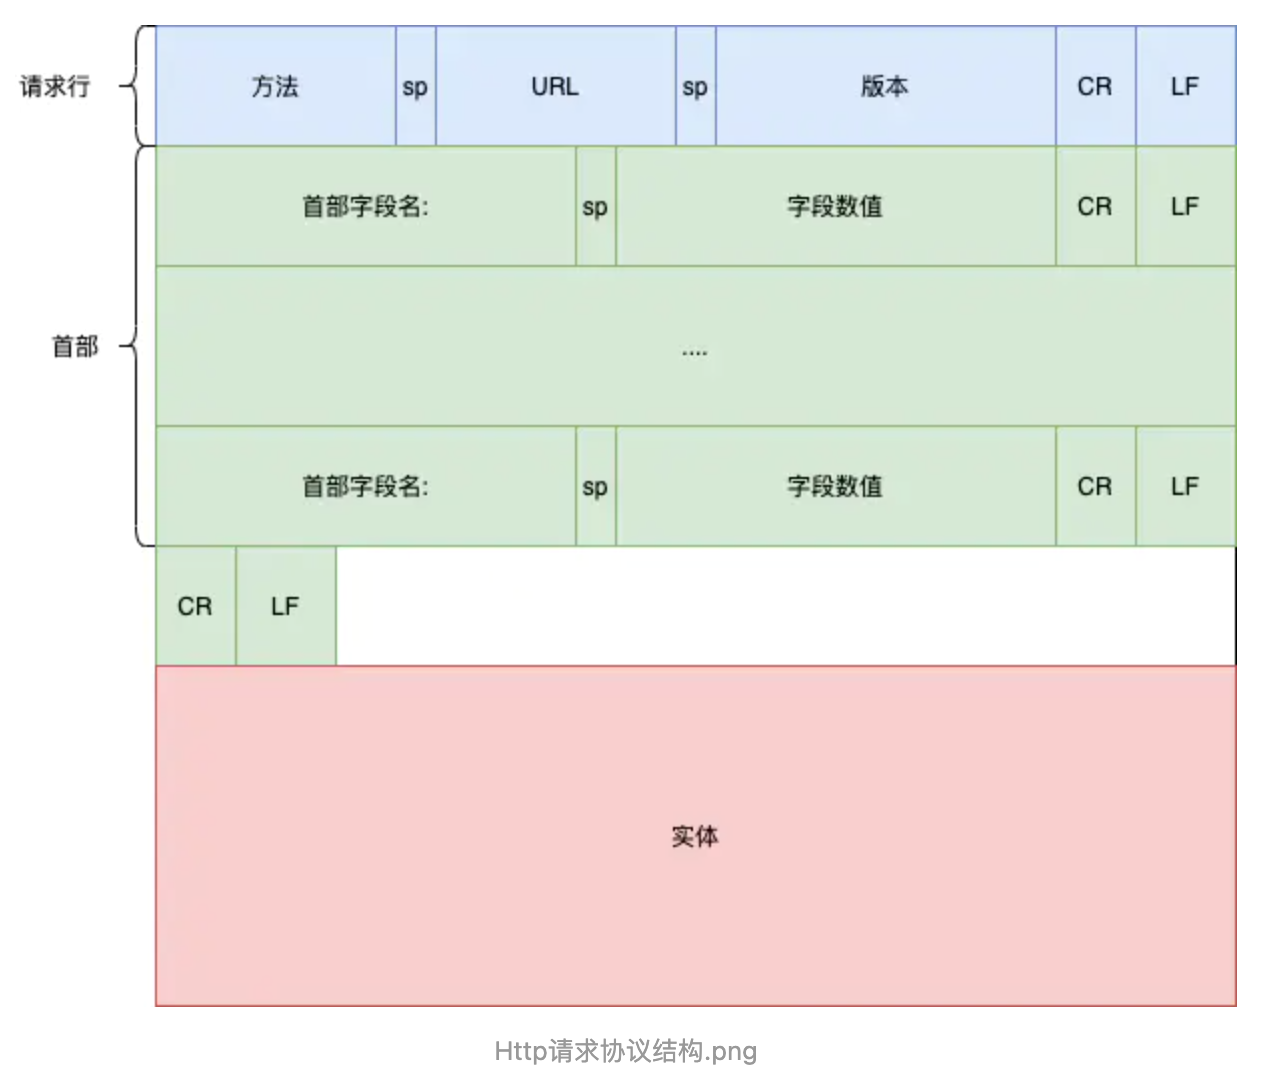 请求行 方法 sp URL sp 版本 CR LF
首部字段名: sp 字段数值 CR LF
首部 ....
首部字段名: sp 字段数值 CR LF
CR LF
实体
Http请求协议结构.png